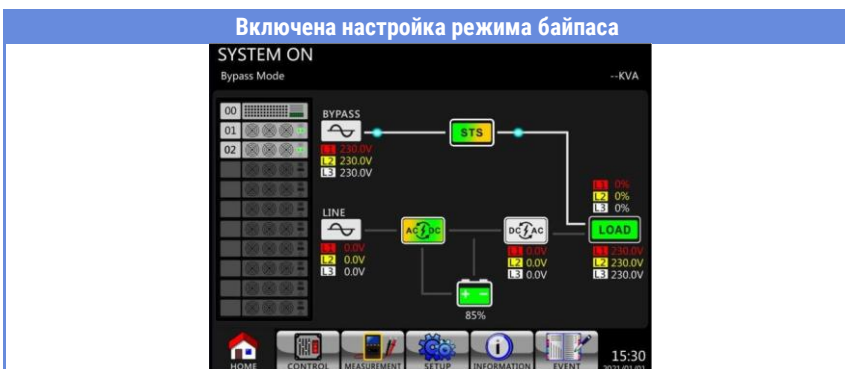 Включена настройка режима байпаса
SYSTEM ON
Bypass Mode --KVA
00
01
02
BYPASS
L1 230.0V
L2 230.0V
L3 230.0V
STS
L1 0%
L2 0%
L3 0%
LINE
AC DC
DC AC
LOAD
L1 0.0V
L2 0.0V
L3 0.0V
L1 0.0V
L2 0.0V
L3 0.0V
L1 230.0V
L2 230.0V
L3 230.0V
85%
HOME CONTROL MEASUREMENT SETUP INFORMATION EVENT
15:30
2021/01/01